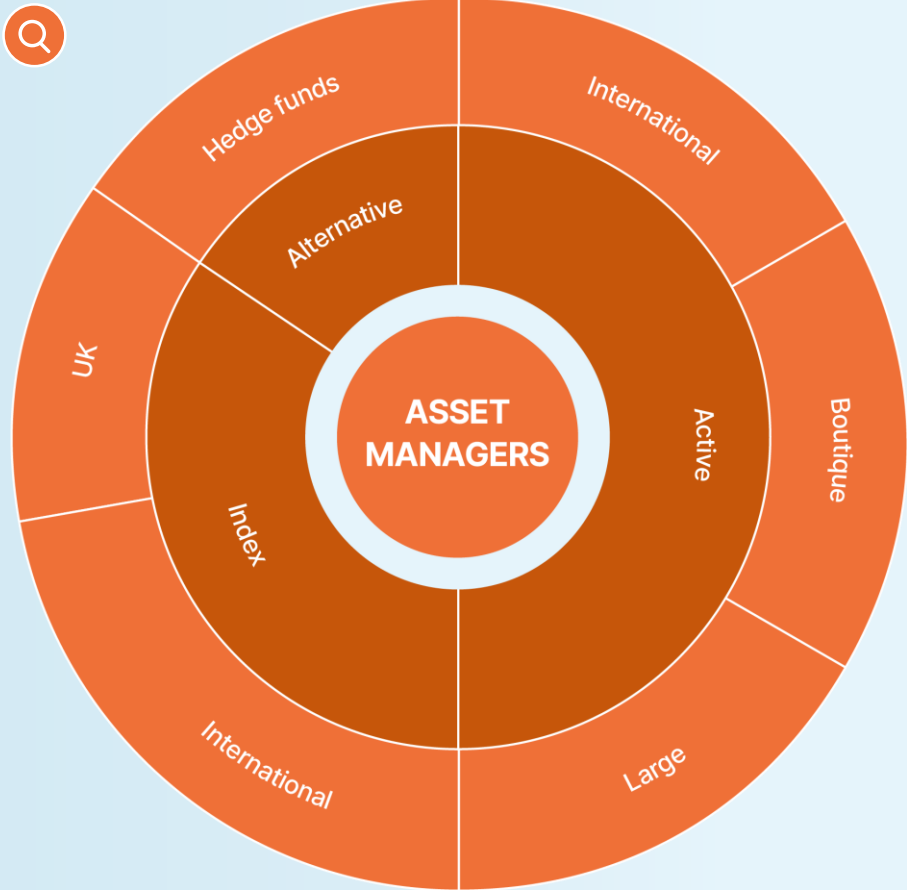 Hedge funds
International
Alternative
UK
ASSET
MANAGERS
Active
Boutique
Index
International
Large